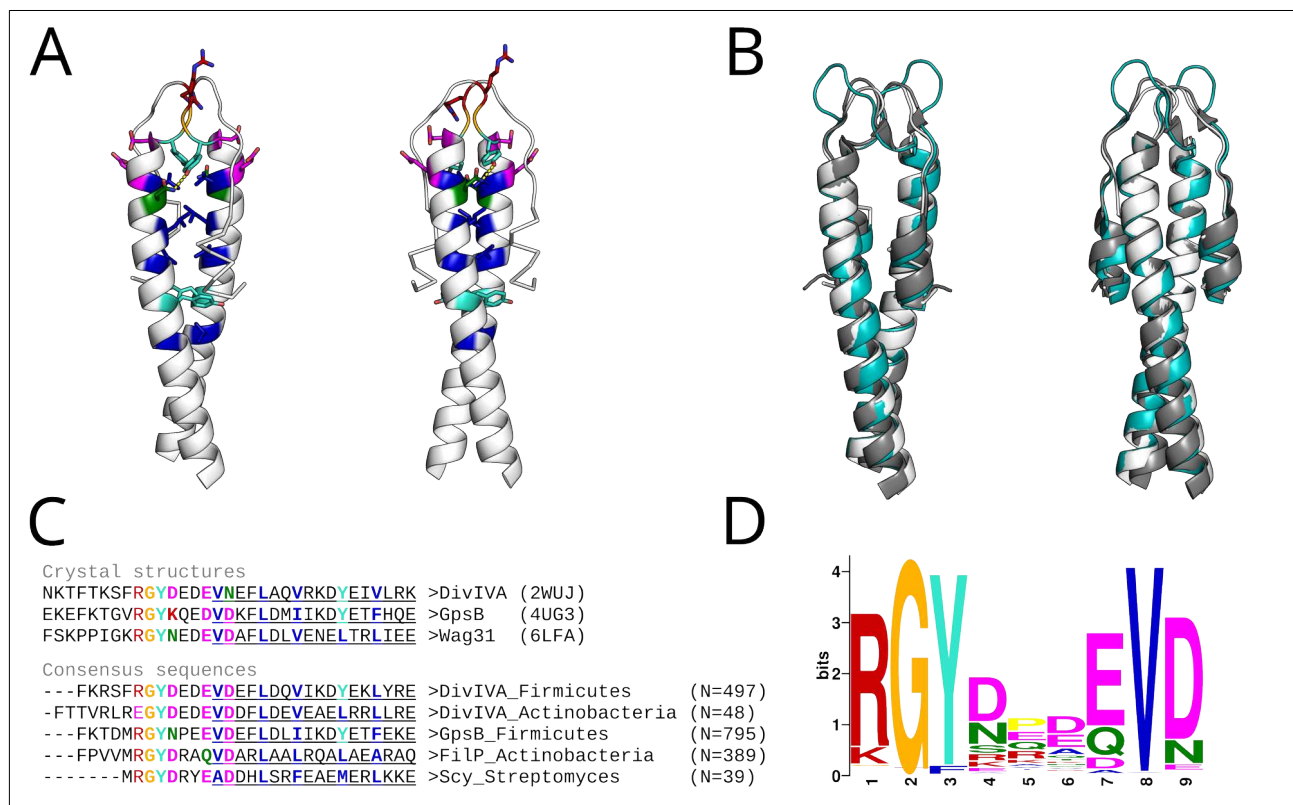 A
B
C
Crystal structures
NKTFTKSFRGYDEDEVNEFLAQVRKDYEIVLRK >DivIVA (2WUJ)
EKEFKTGVRGYKQEDVDKFLDMIIKDYETFHQE >GpsB (4UG3)
FSKPPIGKRGYNEDEVDAFLDLVENELTRLIEE >Wag31 (6LFA)
Consensus sequences
---FKRSFRGYDEDEVDEFLDQVIKDYEKLYRE >DivIVA_Firmicutes (N=497)
-FTTVRLREGYDEDEVDDFLDEVEAELRRLLRE >DivIVA_Actinobacteria (N=48)
---FKTDMRGYNPEEVDEFLDLIIKDYETFEKE >GpsB_Firmicutes (N=795)
---FPVVMRGYDRAQVDARLAALRQALAEARAQ >FilP_Actinobacteria (N=389)
-------MRGYDRYEADDHLSRFEAEMERLKKE >Scy_Streptomyces (N=39)
D
bits
4
3
2
1
0
R G Y D E V D
K N P D Q N
S E E D
1 2 3 4 5 6 7 8 9